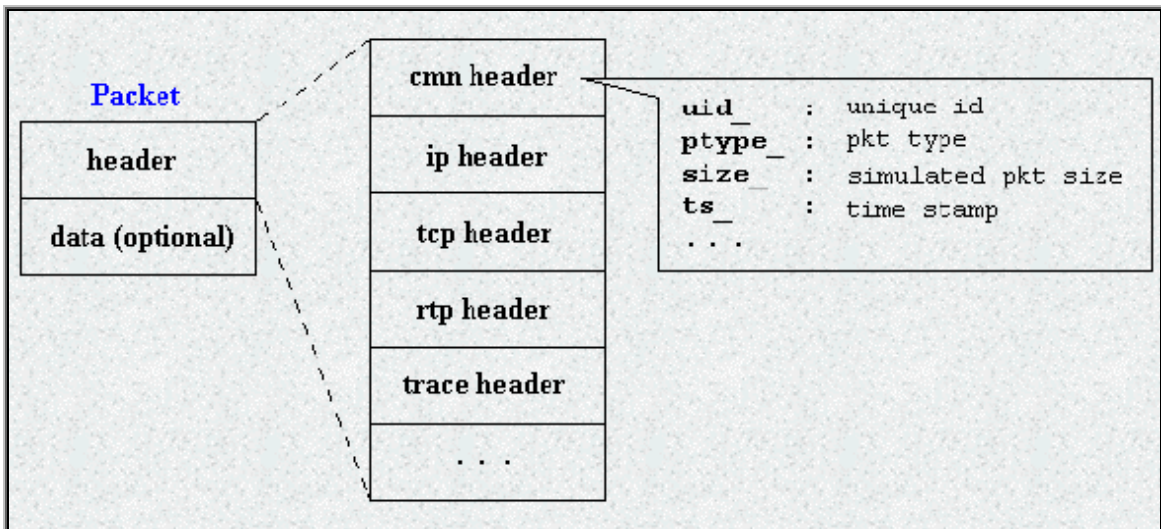 Packet
header
data (optional)
cmn header
ip header
tcp header
rtp header
trace header
. . .
uid_ : unique id
ptype_ : pkt type
size_ : simulated pkt size
ts_ : time stamp
. . .